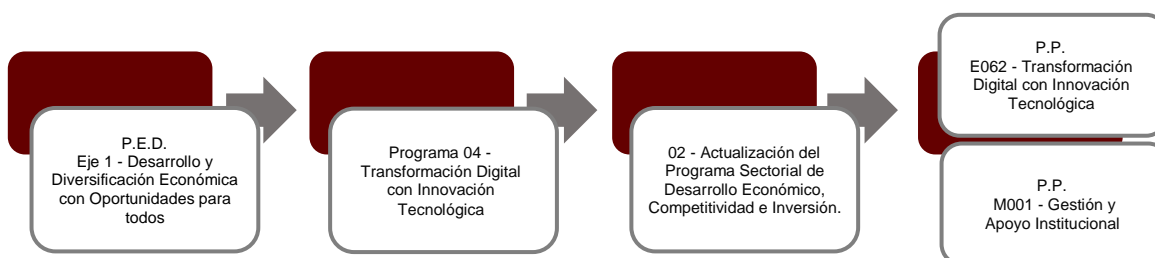 P.E.D.
Eje 1 - Desarrollo y
Diversificación Económica
con Oportunidades para
todos
Programa 04 -
Transformación Digital
con Innovación
Tecnológica
02 - Actualización del
Programa Sectorial de
Desarrollo Económico,
Competitividad e Inversión.
P.P.
E062 - Transformación
Digital con Innovación
Tecnológica
P.P.
M001 - Gestión y
Apoyo Institucional